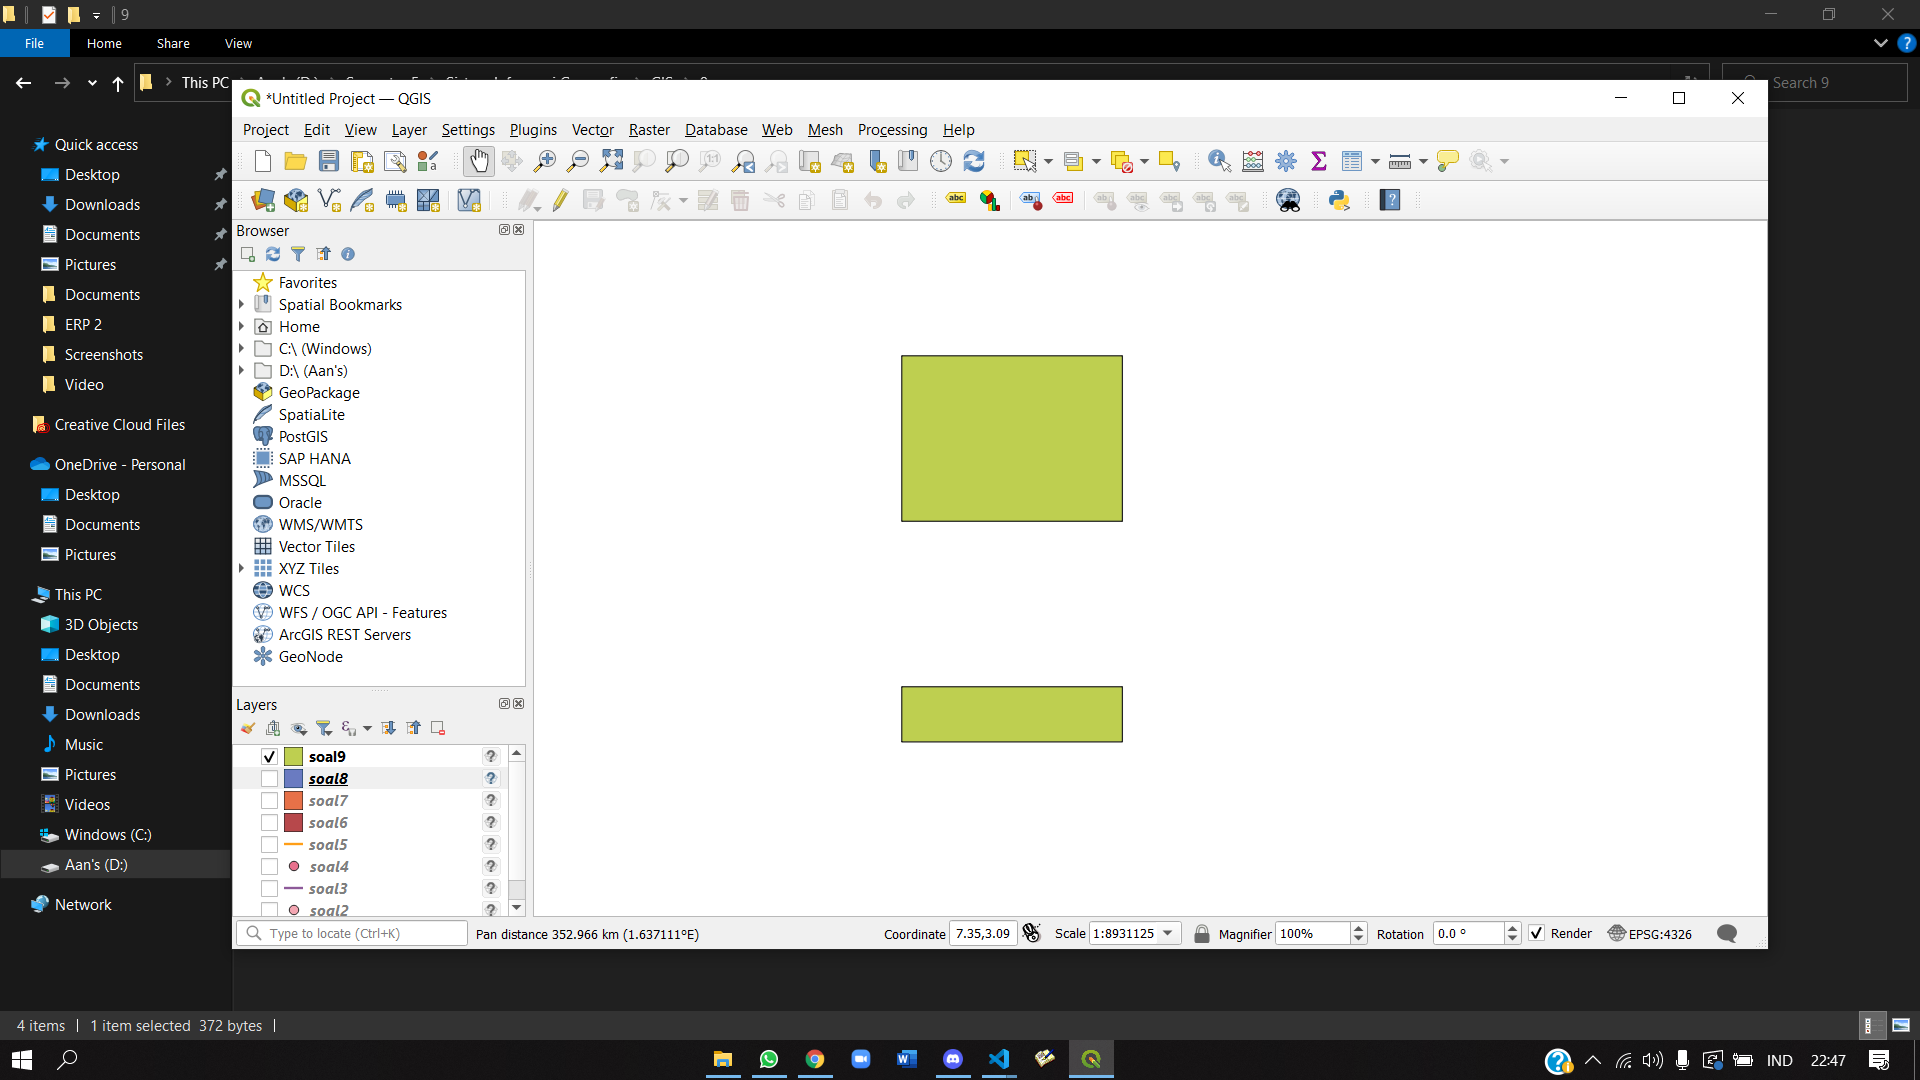 9
File Home Share View
This PC
Search 9
*Untitled Project — QGIS
Project Edit View Layer Settings Plugins Vector Raster Database Web Mesh Processing Help
Quick access
Desktop
Downloads
Documents
Pictures
Documents
ERP 2
Screenshots
Video
Creative Cloud Files
OneDrive - Personal
Desktop
Documents
Pictures
This PC
3D Objects
Desktop
Documents
Downloads
Music
Pictures
Videos
Windows (C:)
Aan's (D:)
Network
Browser
Favorites
Spatial Bookmarks
Home
C:\ (Windows)
D:\ (Aan's)
GeoPackage
SpatiaLite
PostGIS
SAP HANA
MSSQL
Oracle
WMS/WMTS
Vector Tiles
XYZ Tiles
WCS
WFS / OGC API - Features
ArcGIS REST Servers
GeoNode
Layers
soal9
soal8
soal7
soal6
soal5
soal4
soal3
soal2
Type to locate (Ctrl+K) Pan distance 352.966 km (1.637111°E) Coordinate 7.35,3.09 Scale 1:8931125 Magnifier 100% Rotation 0.0 ° Render EPSG:4326
4 items 1 item selected 372 bytes
IND 22:47